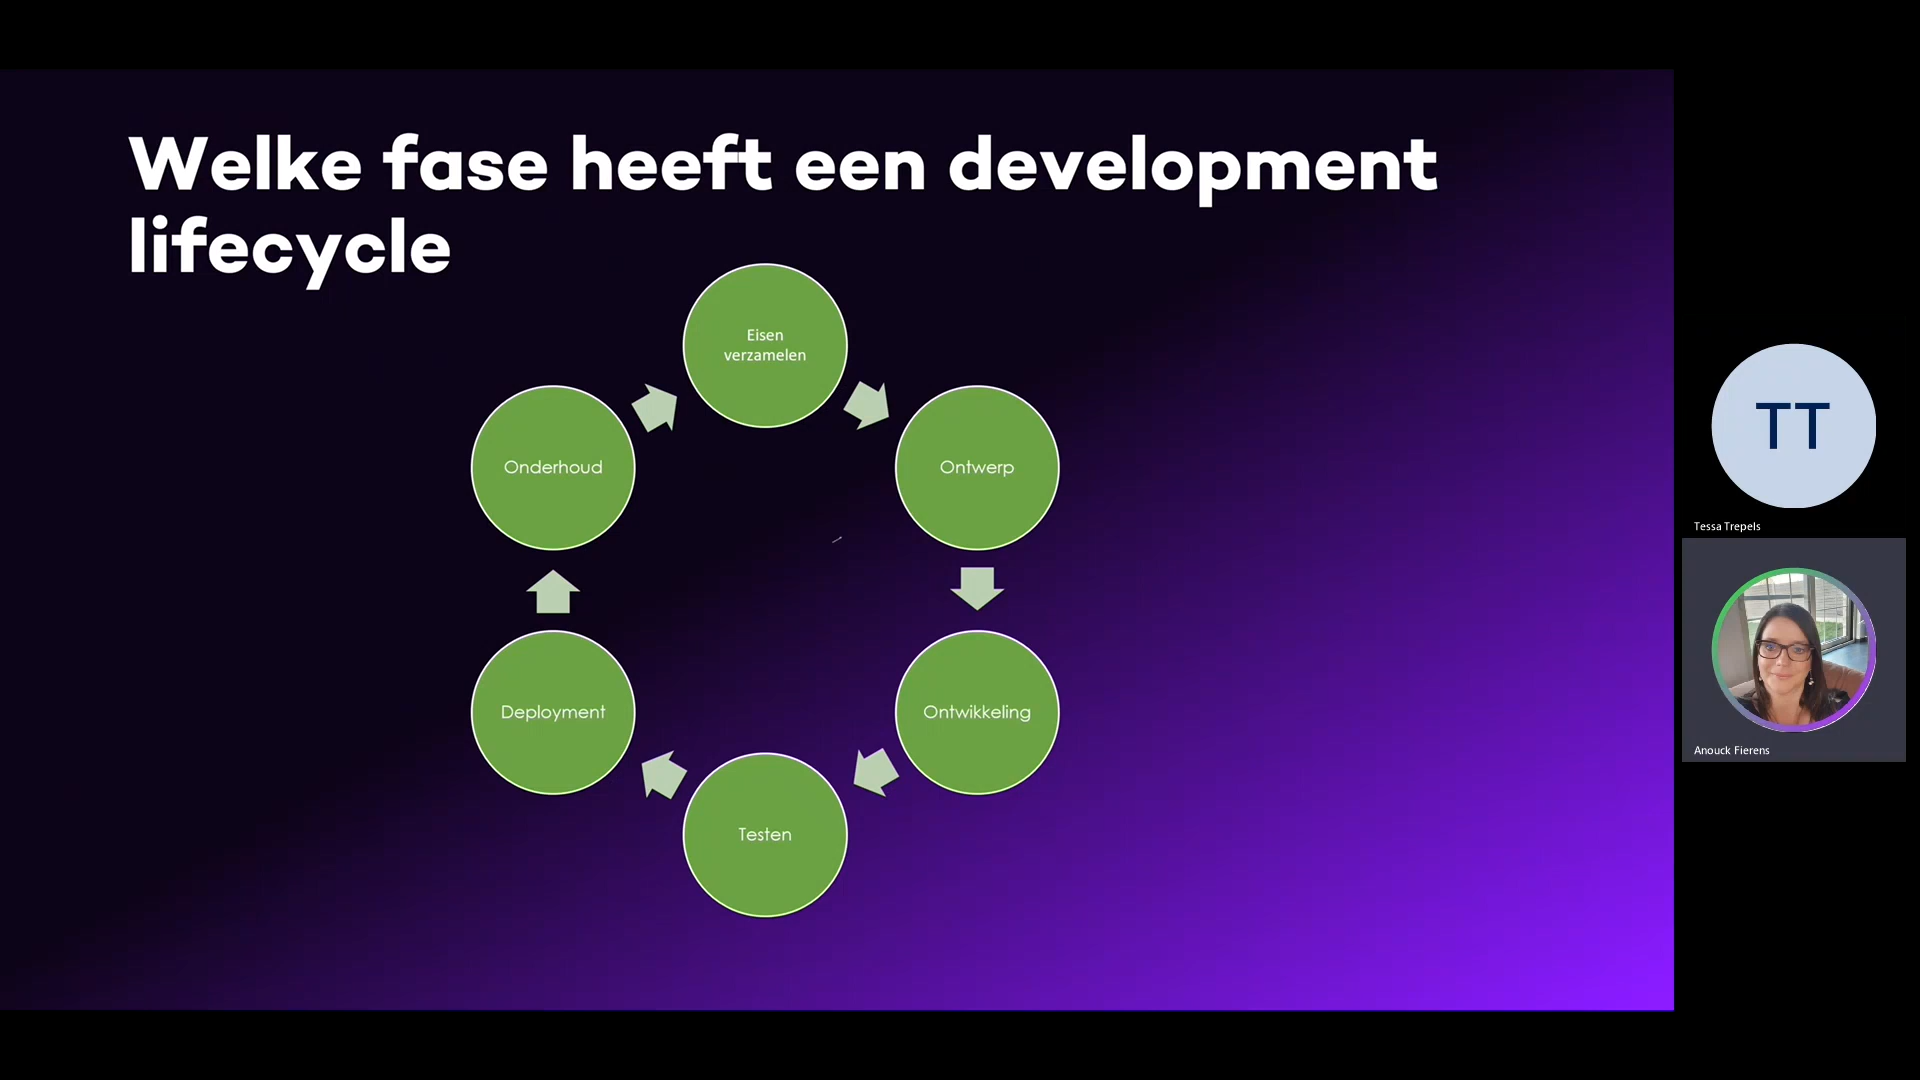 Welke fase heeft een development
lifecycle
Eisen
verzamelen
Onderhoud
Ontwerp
Deployment
Ontwikkeling
Testen
TT
Tessa Trepels
Anouck Fierens